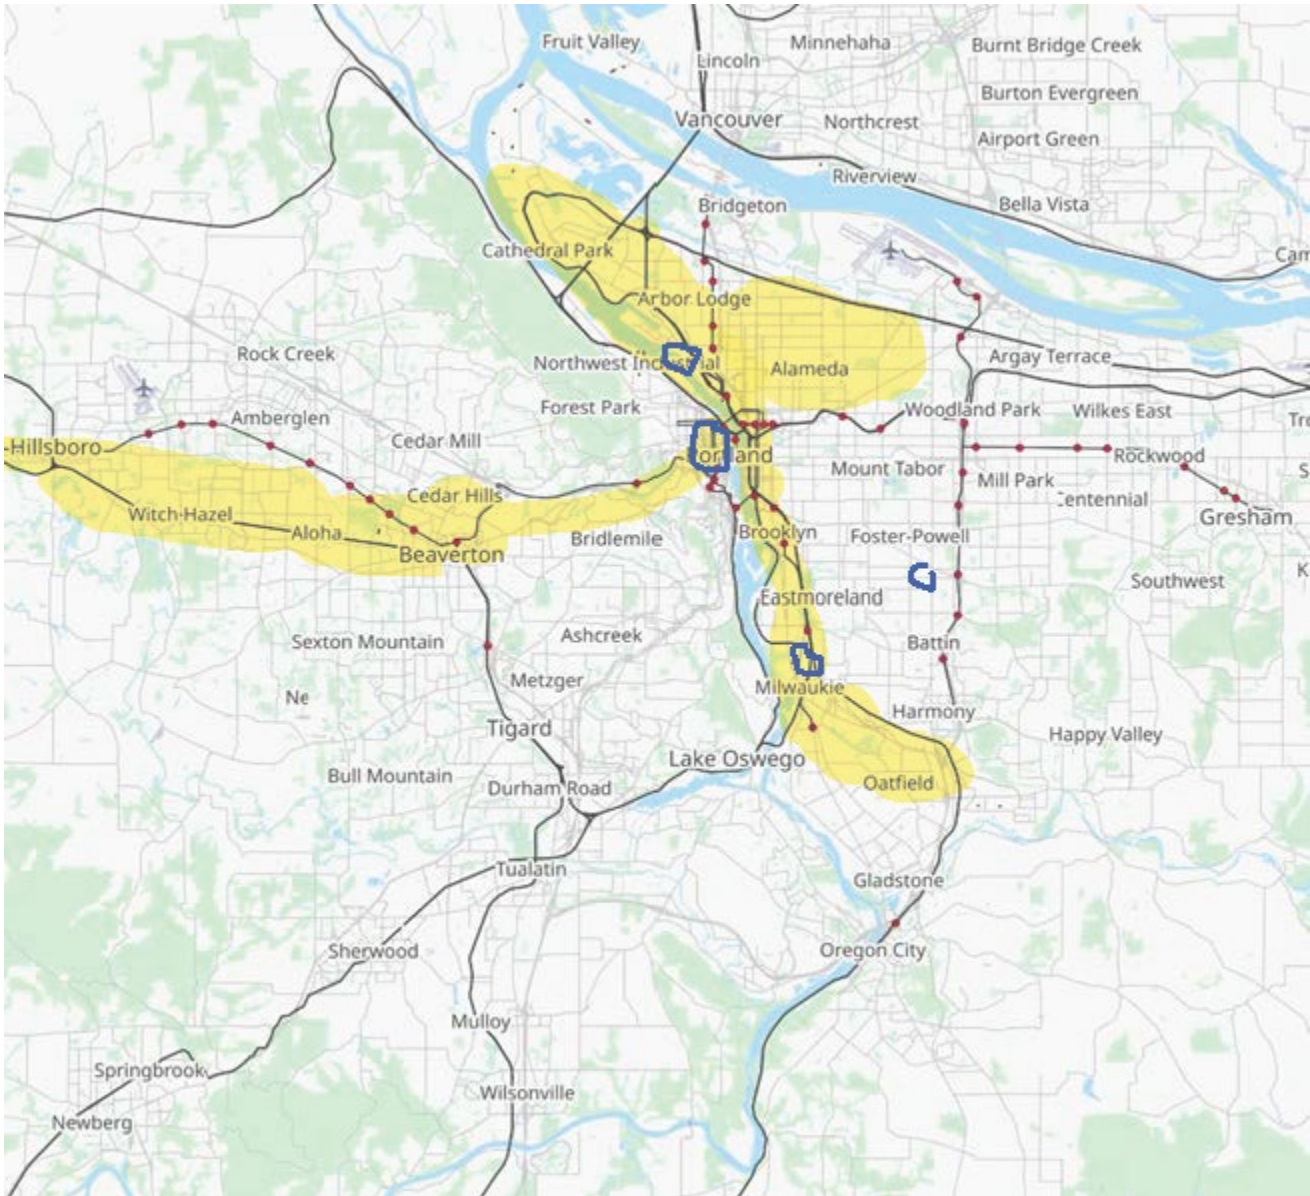 Fruit Valley
Minnehaha
Burnt Bridge Creek
Lincoln
Burton Evergreen
Vancouver
Northcrest
Airport Green
Riverview
Bridgeton
Bella Vista
Cathedral Park
Cam
Arbor Lodge
Rock Creek
Northwest Industrial
Argay Terrace
Alameda
Forest Park
Woodland Park
Wilkes East
Amberglen
Tro
Hillsboro
Cedar Mill
Portland
Rockwood
Mount Tabor
S
Mill Park
Cedar Hills
Centennial
Witch-Hazel
Gresham
Aloha
Bridlemile
Brooklyn
Foster-Powell
Beaverton
K
Southwest
Eastmoreland
Sexton Mountain
Ashcreek
Battin
Metzger
Milwaukie
Ne
Harmony
Tigard
Happy Valley
Lake Oswego
Bull Mountain
Oatfield
Durham Road
Tualatin
Gladstone
Sherwood
Oregon City
Mulloy
Springbrook
Wilsonville
Newberg